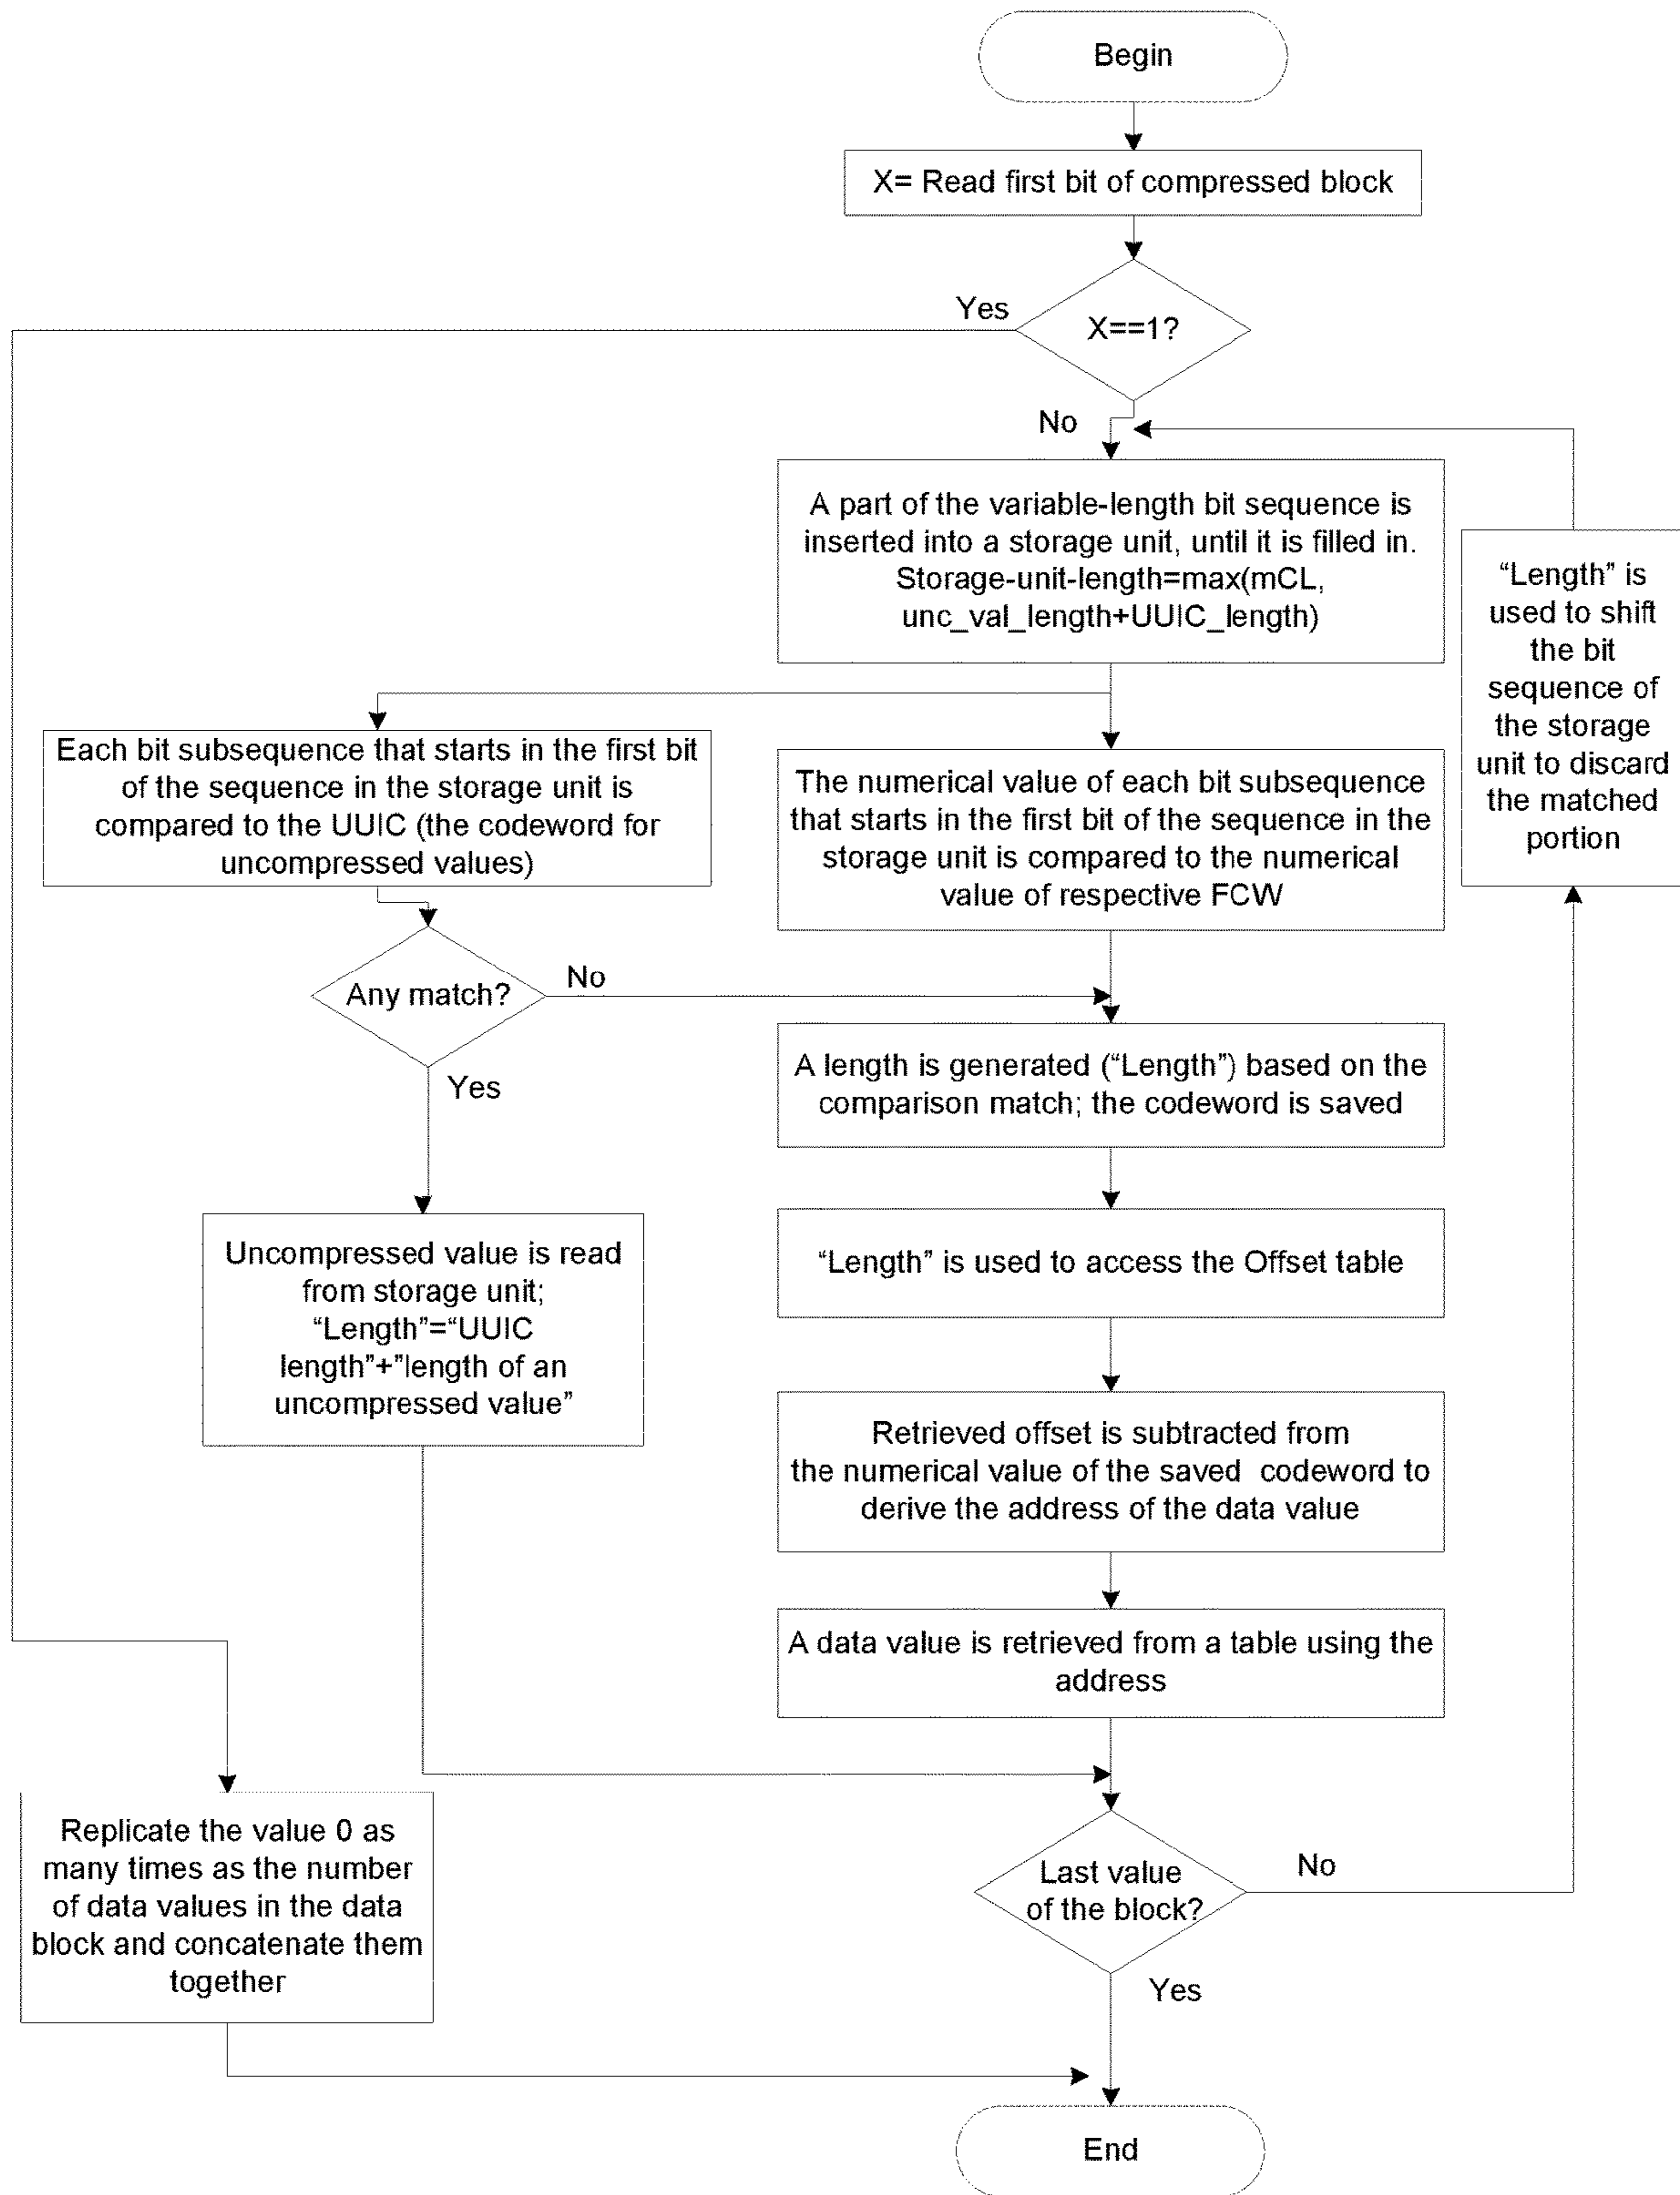 Begin
X= Read first bit of compressed block
Yes
X==1?
No
A part of the variable-length bit sequence is
inserted into a storage unit, until it is filled in.
Storage-unit-length=max(mCL,
unc_val_length+UUIC_length)
“Length” is
used to shift
the bit
sequence of
the storage
unit to discard
the matched
portion
Each bit subsequence that starts in the first bit
of the sequence in the storage unit is
compared to the UUIC (the codeword for
uncompressed values)
The numerical value of each bit subsequence
that starts in the first bit of the sequence in the
storage unit is compared to the numerical
value of respective FCW
Any match?
No
Yes
A length is generated (“Length”) based on the
comparison match; the codeword is saved
Uncompressed value is read
from storage unit;
“Length”=“UUIC
length”+”length of an
uncompressed value”
“Length” is used to access the Offset table
Retrieved offset is subtracted from
the numerical value of the saved codeword to
derive the address of the data value
A data value is retrieved from a table using the
address
Replicate the value 0 as
many times as the number
of data values in the data
block and concatenate them
together
Last value
of the block?
No
Yes
End